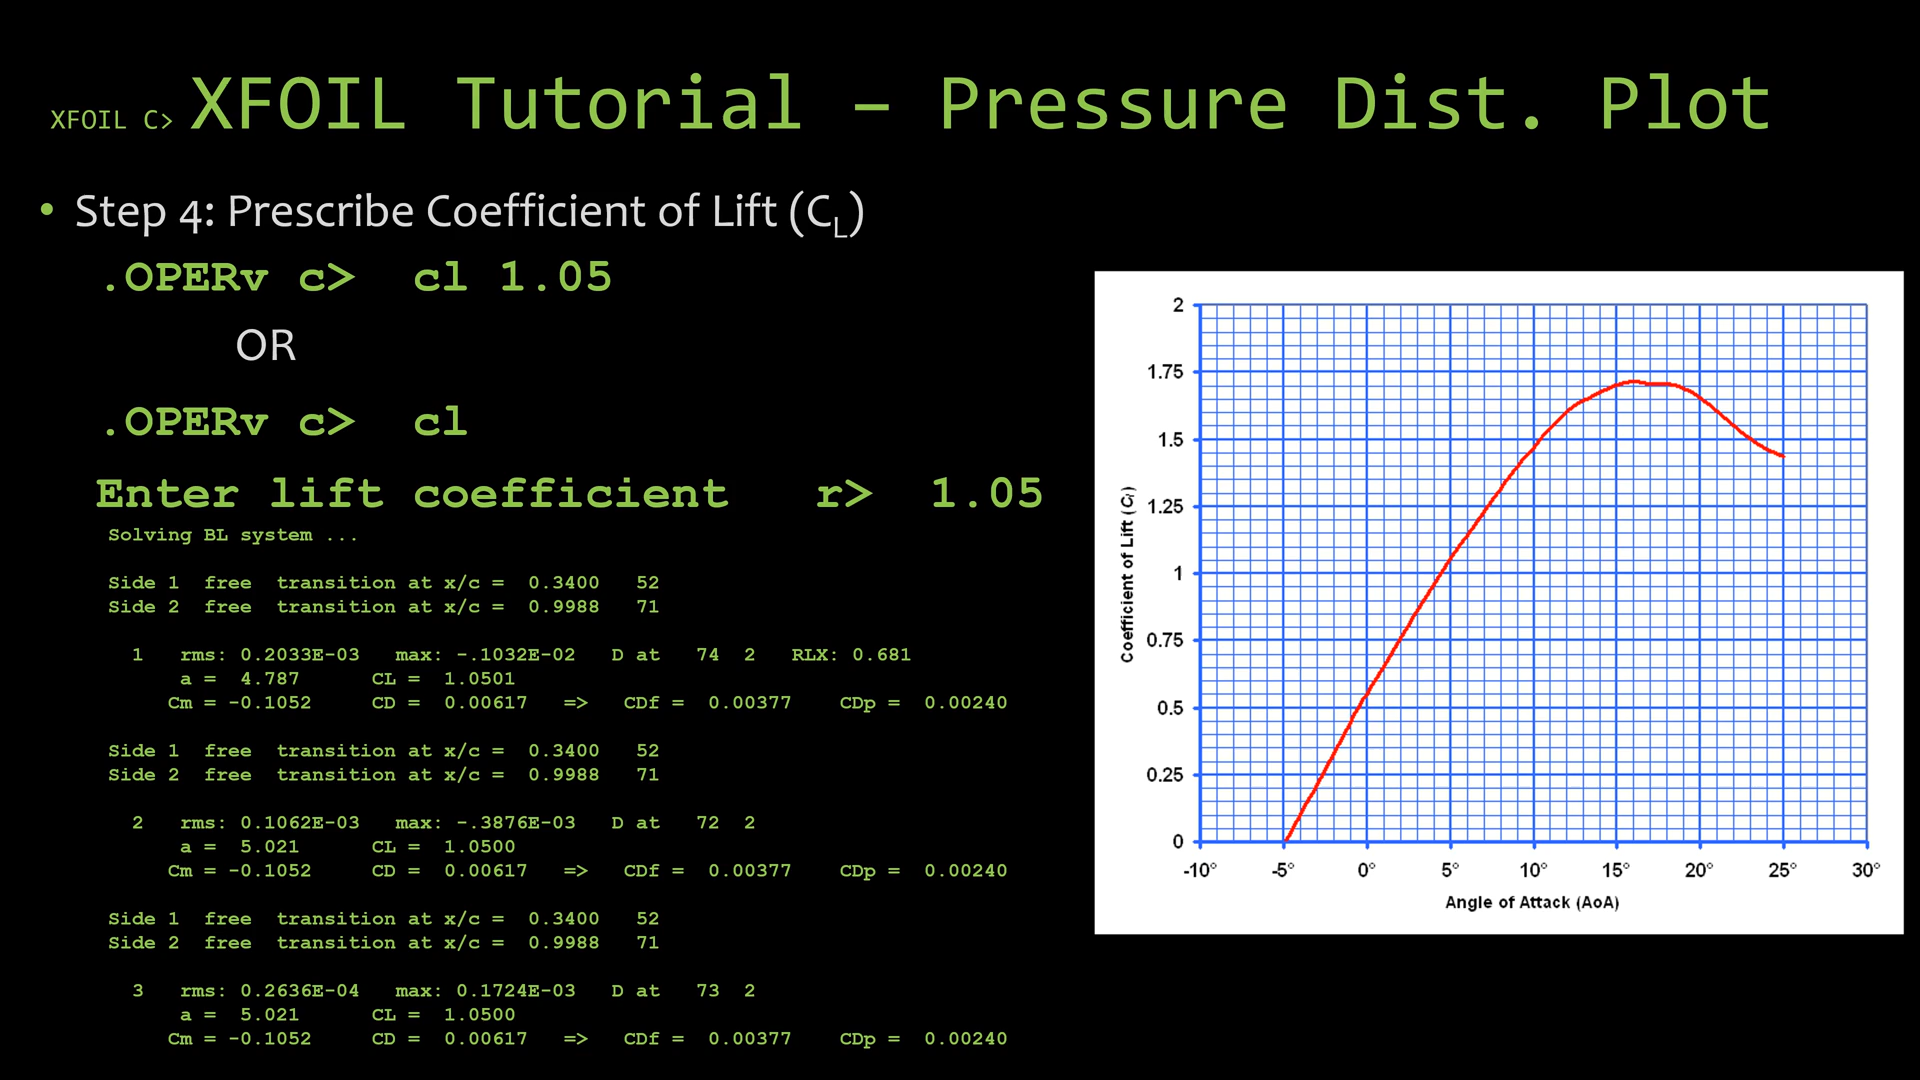 XFOIL C> XFOIL Tutorial – Pressure Dist. Plot
• Step 4: Prescribe Coefficient of Lift (CL)
.OPERv c>  cl 1.05
OR
.OPERv c>  cl
Enter lift coefficient   r>  1.05
Solving BL system ...
Side 1  free  transition at x/c =  0.3400   52
Side 2  free  transition at x/c =  0.9988   71
1   rms: 0.2033E-03   max: -.1032E-02   D at   74  2   RLX: 0.681
a =  4.787      CL =  1.0501
Cm = -0.1052     CD =  0.00617   =>   CDf =  0.00377    CDp =  0.00240
Side 1  free  transition at x/c =  0.3400   52
Side 2  free  transition at x/c =  0.9988   71
2   rms: 0.1062E-03   max: -.3876E-03   D at   72  2
a =  5.021      CL =  1.0500
Cm = -0.1052     CD =  0.00617   =>   CDf =  0.00377    CDp =  0.00240
Side 1  free  transition at x/c =  0.3400   52
Side 2  free  transition at x/c =  0.9988   71
3   rms: 0.2636E-04   max: 0.1724E-03   D at   73  2
a =  5.021      CL =  1.0500
Cm = -0.1052     CD =  0.00617   =>   CDf =  0.00377    CDp =  0.00240
Coefficient of Lift (Cl)
2
1.75
1.5
1.25
1
0.75
0.5
0.25
0
-10° -5° 0° 5° 10° 15° 20° 25° 30°
Angle of Attack (AoA)